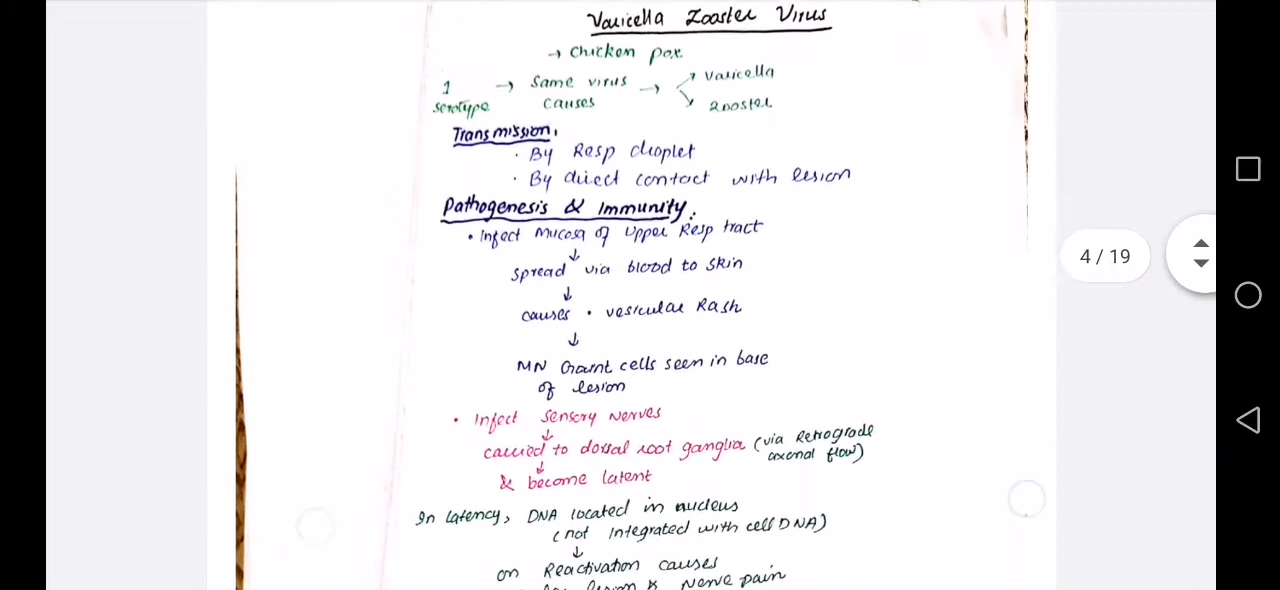 Varicella Zoaster Virus
→ Chicken pox
1 serotype → Same virus causes → Varicella
zooster
Transmission.
· By Resp droplet
· By direct contact with lesion
Pathogenesis & Immunity.
· Infect Mucosa of Upper Resp tract
↓
Spread via blood to skin
↓
causes · vesicular Rash
↓
MN Giant cells seen in base
of lesion
· Infect sensory nerves
↓
carried to dorsal root ganglia (via Retrograde
axonal flow)
↓
& become latent
In latency, DNA located in nucleus
(not integrated with cell DNA)
↓
on Reactivation causes
lesion & nerve pain
4 / 19